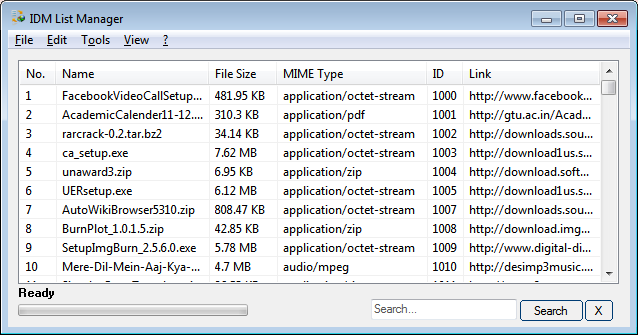 IDM List Manager
File Edit Tools View ?
No. Name File Size MIME Type ID Link
1 FacebookVideoCallSetup... 481.95 KB application/octet-stream 1000 http://www.facebook...
2 AcademicCalender11-12.... 310.3 KB application/pdf 1001 http://gtu.ac.in/Acad...
3 rarcrack-0.2.tar.bz2 34.14 KB application/octet-stream 1002 http://downloads.sou...
4 ca_setup.exe 7.62 MB application/octet-stream 1003 http://download1us.s...
5 unaward3.zip 6.95 KB application/zip 1004 http://download.soft...
6 UERsetup.exe 6.12 MB application/octet-stream 1005 http://download1us.s...
7 AutoWikiBrowser5310.zip 808.47 KB application/octet-stream 1007 http://downloads.sou...
8 BurnPlot_1.0.1.5.zip 42.85 KB application/zip 1008 http://download.img...
9 SetupImgBurn_2.5.6.0.exe 5.78 MB application/octet-stream 1009 http://www.digital-di...
10 Mere-Dil-Mein-Aaj-Kya-... 4.7 MB audio/mpeg 1010 http://desimp3music....
Ready
Search... Search X